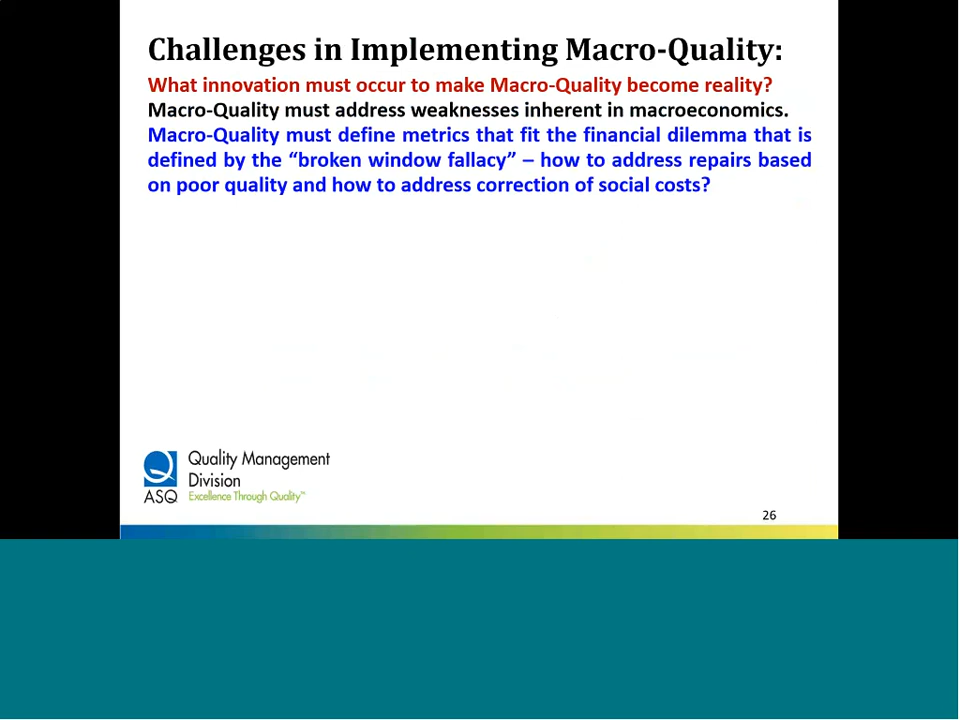 Challenges in Implementing Macro-Quality:
What innovation must occur to make Macro-Quality become reality?
Macro-Quality must address weaknesses inherent in macroeconomics.
Macro-Quality must define metrics that fit the financial dilemma that is
defined by the “broken window fallacy” – how to address repairs based
on poor quality and how to address correction of social costs?
Quality Management
Division
ASQ Excellence Through Quality™
26